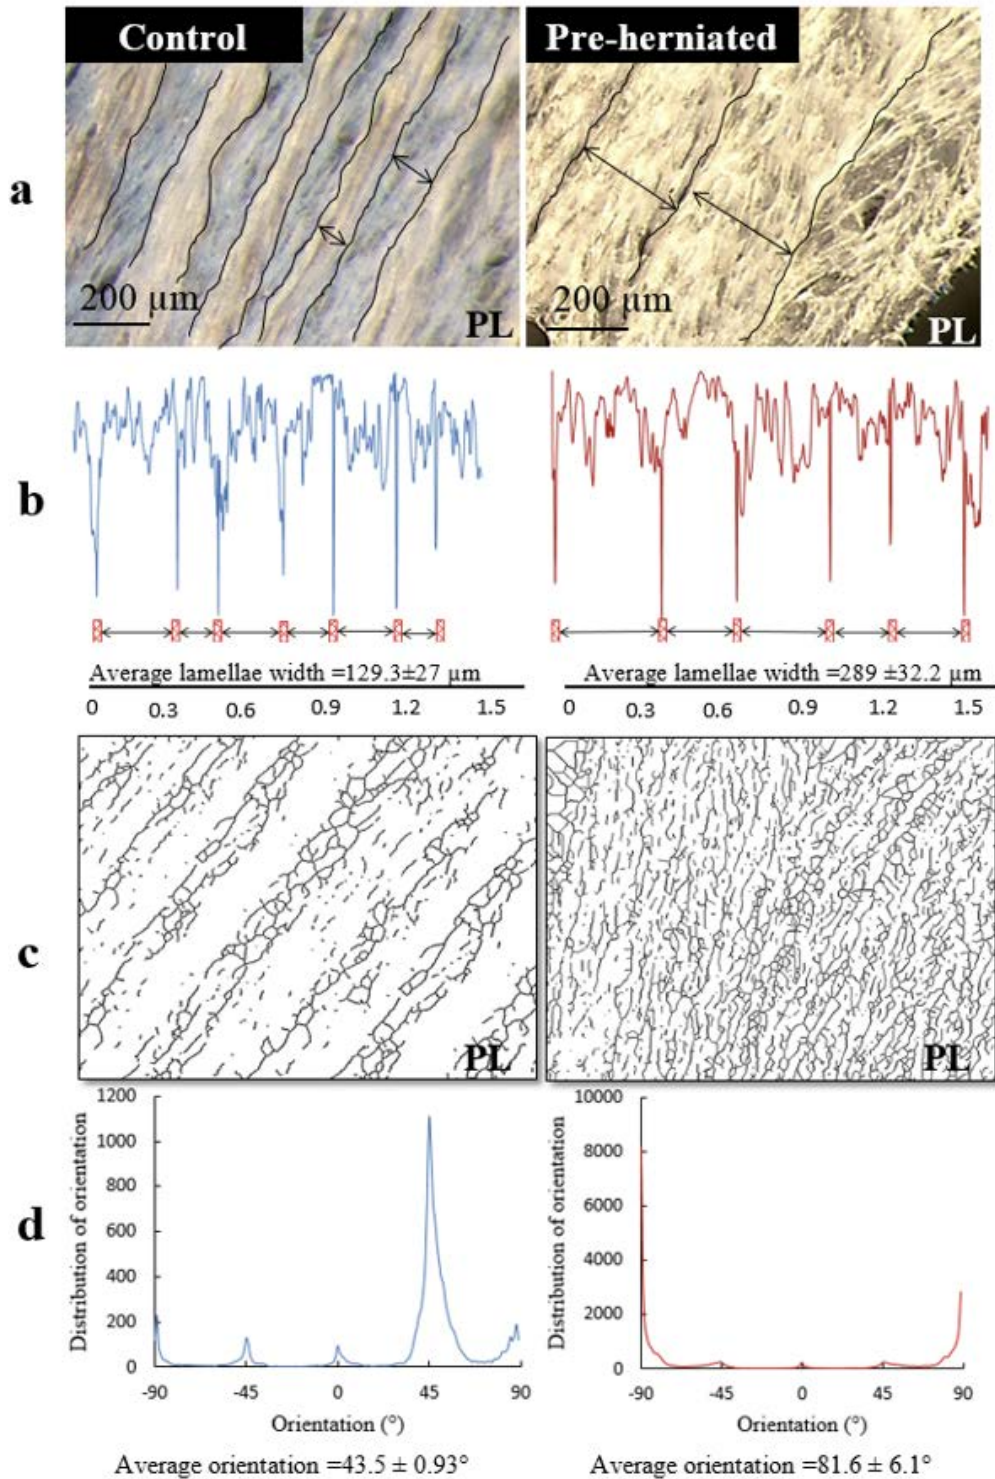 Control Pre-herniated
a
200 μm PL 200 μm PL
b
Average lamellae width =129.3±27 μm Average lamellae width =289 ±32.2 μm
0 0.3 0.6 0.9 1.2 1.5 0 0.3 0.6 0.9 1.2 1.5
c
PL PL
d
Distribution of orientation
1200
1000
800
600
400
200
0
-90 -45 0 45 90
Orientation (°)
Average orientation =43.5 ± 0.93°
Distribution of orientation
10000
8000
6000
4000
2000
0
-90 -45 0 45 90
Orientation (°)
Average orientation =81.6 ± 6.1°